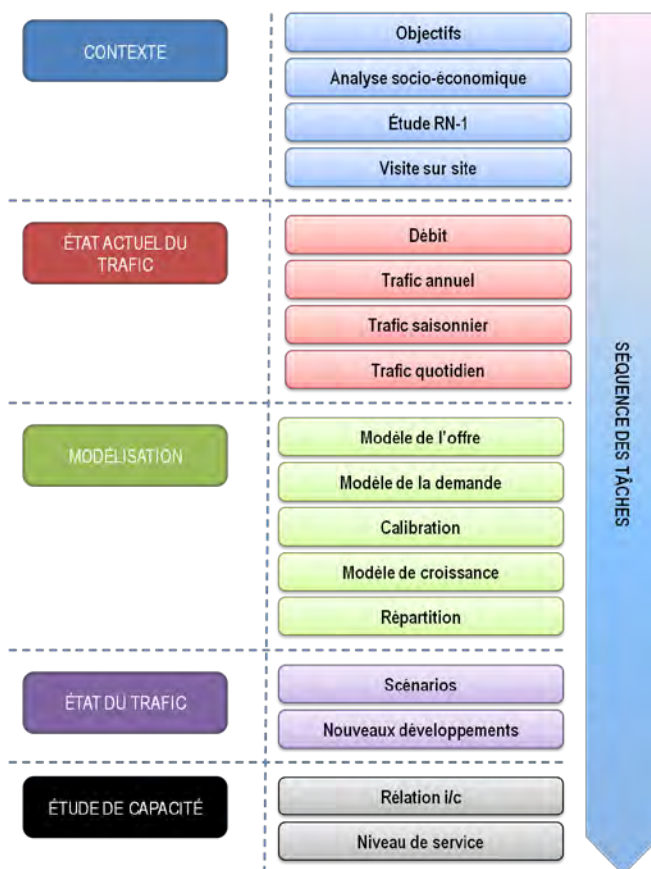 CONTEXTE
Objectifs
Analyse socio-économique
Étude RN-1
Visite sur site
ÉTAT ACTUEL DU
TRAFIC
Débit
Trafic annuel
Trafic saisonnier
Trafic quotidien
MODÉLISATION
Modèle de l'offre
Modèle de la demande
Calibration
Modèle de croissance
Répartition
ÉTAT DU TRAFIC
Scénarios
Nouveaux développements
ÉTUDE DE CAPACITÉ
Rélation i/c
Niveau de service
SÉQUENCE DES TÂCHES